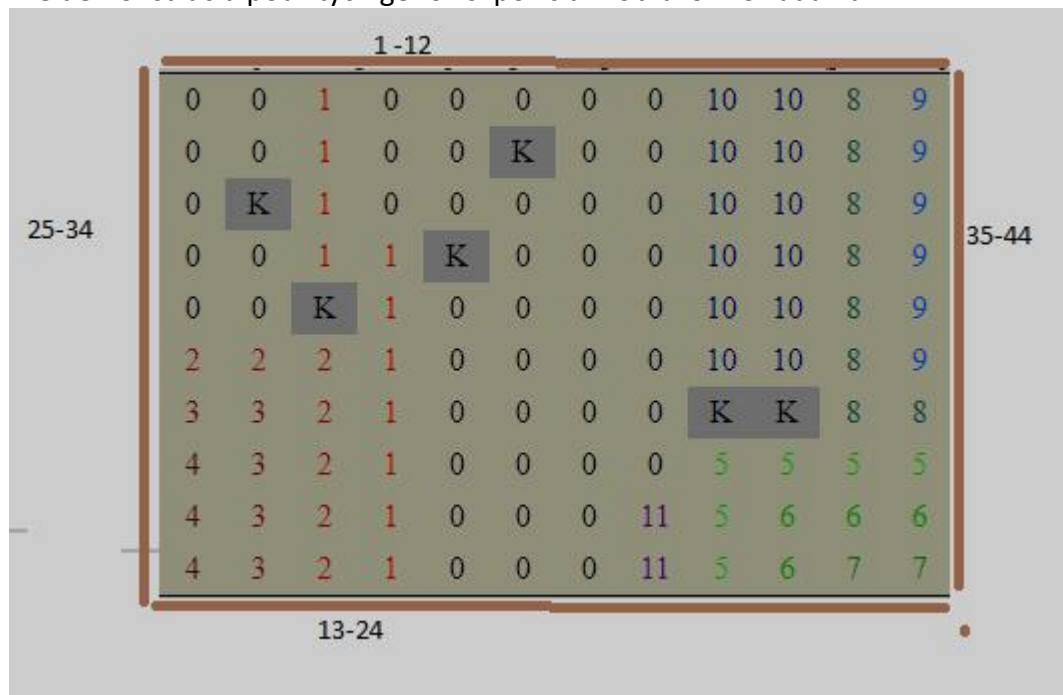 1 -12
0 0 1 0 0 0 0 0 10 10 8 9
0 0 1 0 0 K 0 0 10 10 8 9
0 K 1 0 0 0 0 0 10 10 8 9
25-34
35-44
0 0 1 1 K 0 0 0 10 10 8 9
0 0 K 1 0 0 0 0 10 10 8 9
2 2 2 1 0 0 0 0 10 10 8 9
3 3 2 1 0 0 0 0 K K 8 8
4 3 2 1 0 0 0 0 5 5 5 5
4 3 2 1 0 0 0 11 5 6 6 6
4 3 2 1 0 0 0 11 5 6 7 7
13-24